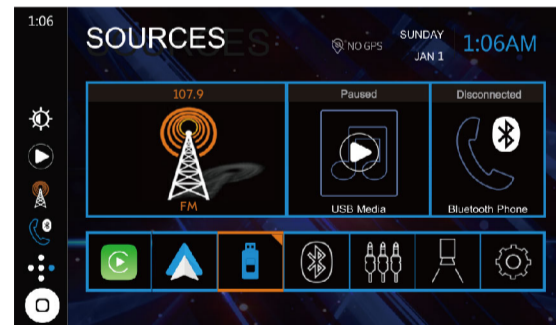 1:06
SOURCES
NO GPS
SUNDAY
JAN 1
1:06AM
107.9
Paused
Disconnected
FM
USB Media
Bluetooth Phone